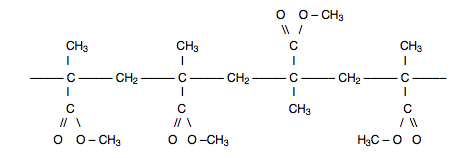 O O – CH3
CH3 CH3 C CH3
C CH2 C CH2 C CH2 C
C C CH3 C
O O – CH3 O O –CH3 H3C – O O